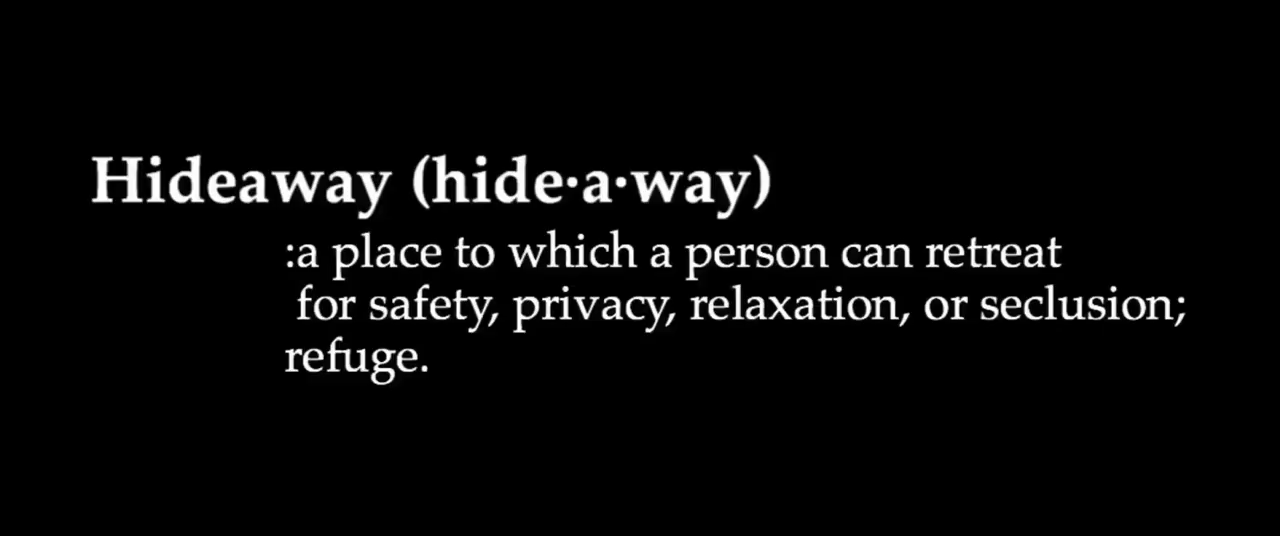 Hideaway (hide·a·way)
:a place to which a person can retreat
for safety, privacy, relaxation, or seclusion;
refuge.